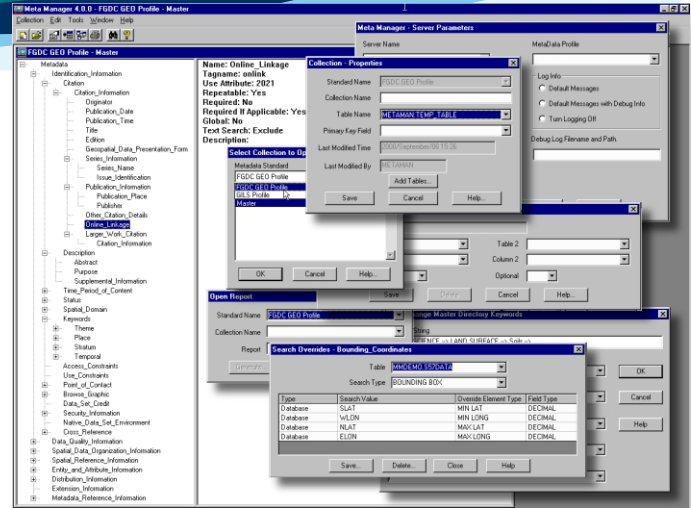 Meta Manager 4.0.0 - FGDC GEO Profile - Master
Collection Edit Tools Window Help
FGDC GEO Profile - Master
Metadata
Identification_Information
Citation
Citation_Information
Originator
Publication_Date
Publication_Time
Title
Edition
Geospatial_Data_Presentation_Form
Series_Information
Series_Name
Issue_Identification
Publication_Information
Publication_Place
Publisher
Other_Citation_Details
Online_Linkage
Larger_Work_Citation
Citation_Information
Description
Abstract
Purpose
Supplemental_Information
Time_Period_of_Content
Status
Spatial_Domain
Keywords
Theme
Place
Stratum
Temporal
Access_Constraints
Use_Constraints
Point_of_Contact
Browse_Graphic
Data_Set_Credit
Security_Information
Native_Data_Set_Environment
Cross_Reference
Data_Quality_Information
Spatial_Data_Organization_Information
Spatial_Reference_Information
Entity_and_Attribute_Information
Distribution_Information
Extension_Information
Metadata_Reference_Information
Name: Online_Linkage
Tagname: onlink
Use Attribute: 2021
Repeatable: Yes
Required: No
Required If Applicable: Yes
Global: No
Text Search: Exclude
Description:
Meta Manager - Server Parameters
Server Name
MetaData Profile
Log Info
Default Messages
Default Messages with Debug Info
Turn Logging Off
Debug Log Filename and Path
Collection - Properties
Standard Name FGDC GEO Profile
Collection Name
Table Name METAMAN.TEMP_TABLE
Primary Key Field
Last Modified Time 2000/September/06 15:26
Last Modified By METAMAN
Add Tables...
Save Cancel Help...
Select Collection to Op
Metadata Standard
FGDC GEO Profile
FGDC GEO Profile
GILS Profile
Master
OK Cancel Help...
Table 2
Column 2
Optional
Save Delete Cancel Help...
Open Report
Standard Name FGDC GEO Profile
Collection Name
Report
Generate
ange Master Directory Keywords
String
SCIENCE -> LAND SURFACE -> Soils ->
OK
Cancel
Help
Search Overrides - Bounding_Coordinates
Table MMDEMO.S57DATA
Search Type BOUNDING BOX
Type Search Value Override Element Type Field Type
Database SLAT MIN LAT DECIMAL
Database WLON MIN LONG DECIMAL
Database NLAT MAX LAT DECIMAL
Database ELON MAX LONG DECIMAL
Save... Delete... Close Help